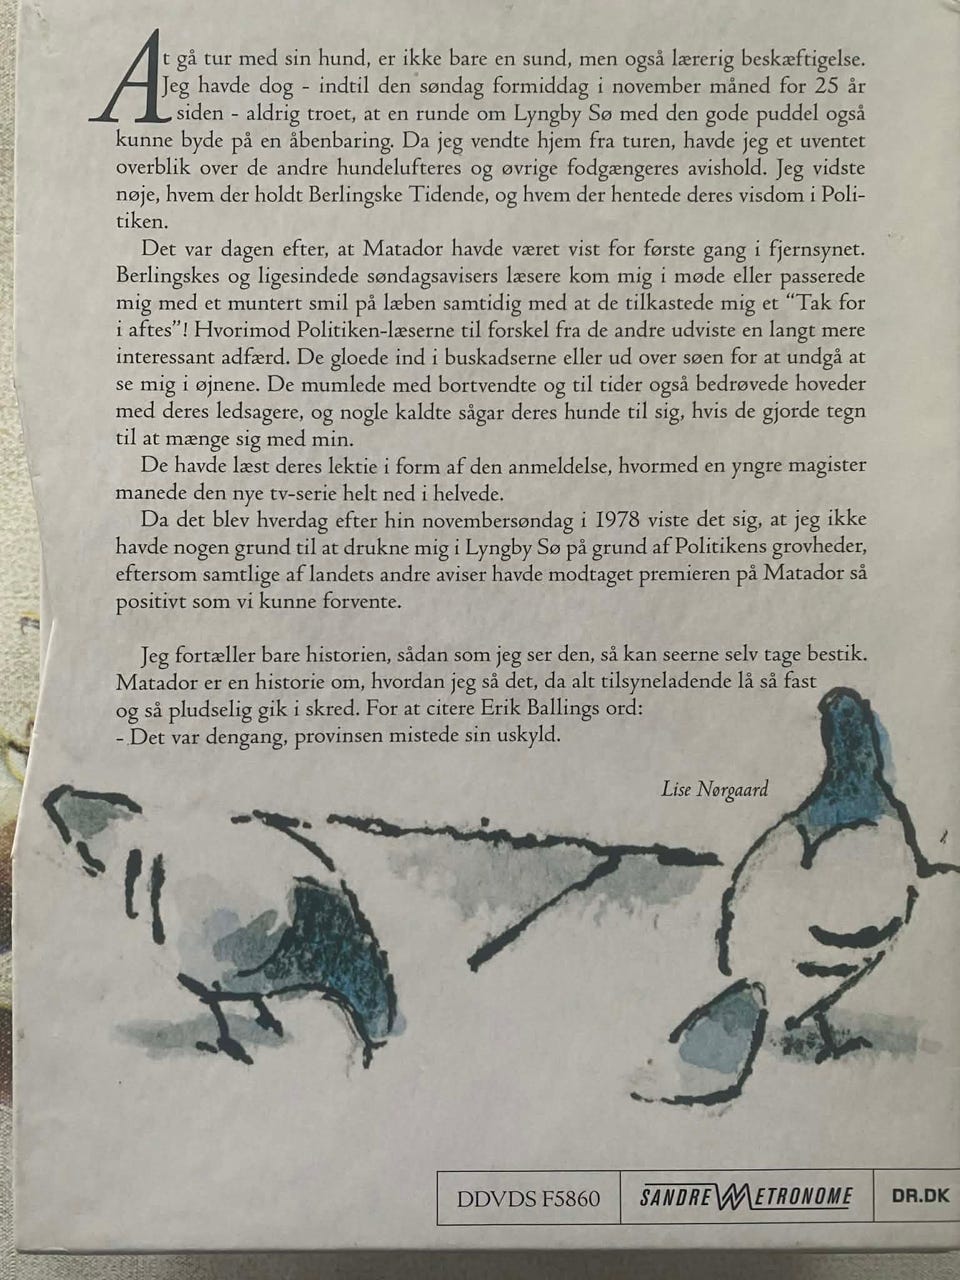 At gå tur med sin hund, er ikke bare en sund, men også lærerig beskæftigelse.
Jeg havde dog - indtil den søndag formiddag i november måned for 25 år
siden - aldrig troet, at en runde om Lyngby Sø med den gode puddel også
kunne byde på en åbenbaring. Da jeg vendte hjem fra turen, havde jeg et uventet
overblik over de andre hundelufteres og øvrige fodgængeres avishold. Jeg vidste
nøje, hvem der holdt Berlingske Tidende, og hvem der hentede deres visdom i Poli-
tiken.
Det var dagen efter, at Matador havde været vist for første gang i fjernsynet.
Berlingskes og ligesindede søndagsavisers læsere kom mig i møde eller passerede
mig med et muntert smil på læben samtidig med at de tilkastede mig et “Tak for
i aftes”! Hvorimod Politiken-læserne til forskel fra de andre udviste en langt mere
interessant adfærd. De gloede ind i buskadserne eller ud over søen for at undgå at
se mig i øjnene. De mumlede med bortvendte og til tider også bedrøvede hoveder
med deres ledsagere, og nogle kaldte sågar deres hunde til sig, hvis de gjorde tegn
til at mænge sig med min.
De havde læst deres lektie i form af den anmeldelse, hvormed en yngre magister
manede den nye tv-serie helt ned i helvede.
Da det blev hverdag efter hin novembersøndag i 1978 viste det sig, at jeg ikke
havde nogen grund til at drukne mig i Lyngby Sø på grund af Politikens grovheder,
eftersom samtlige af landets andre aviser havde modtaget premieren på Matador så
positivt som vi kunne forvente.
Jeg fortæller bare historien, sådan som jeg ser den, så kan seerne selv tage bestik.
Matador er en historie om, hvordan jeg så det, da alt tilsyneladende lå så fast
og så pludselig gik i skred. For at citere Erik Ballings ord:
- Det var dengang, provinsen mistede sin uskyld.
Lise Nørgaard
DDVDS F5860
SANDREW METRONOME
DR.DK